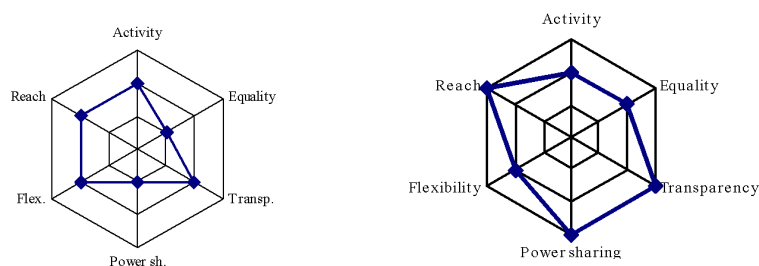 Activity
Reach
Equality
Flex.
Transp.
Power sh.
Activity
Reach
Equality
Flexibility
Transparency
Power sharing